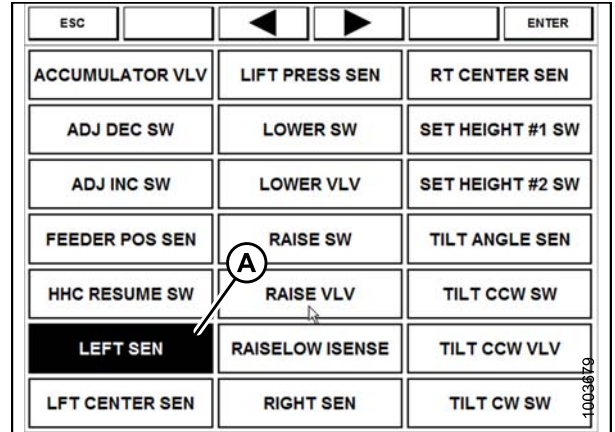 ESC ENTER
ACCUMULATOR VLV LIFT PRESS SEN RT CENTER SEN
ADJ DEC SW LOWER SW SET HEIGHT #1 SW
ADJ INC SW LOWER VLV SET HEIGHT #2 SW
FEEDER POS SEN RAISE SW TILT ANGLE SEN
A
HHC RESUME SW RAISE VLV TILT CCW SW
LEFT SEN RAISELOW ISENSE TILT CCW VLV
LFT CENTER SEN RIGHT SEN TILT CW SW
1003679